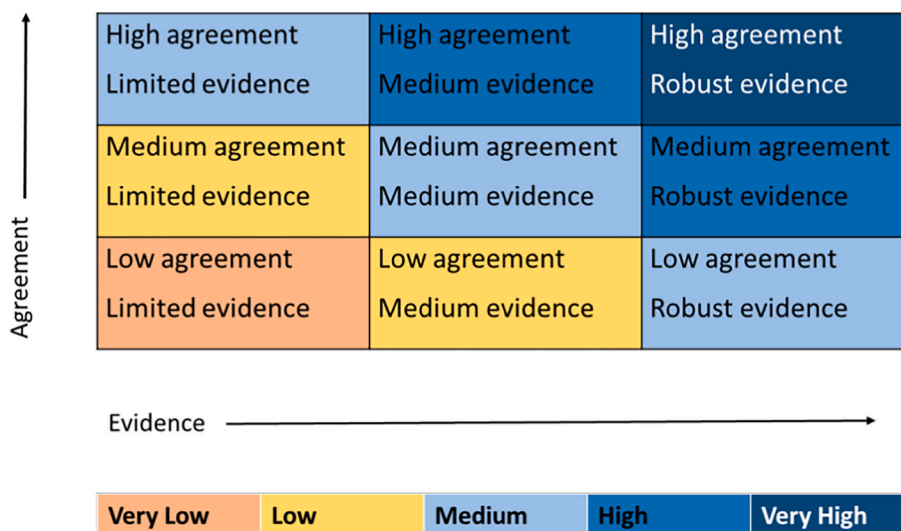 High agreement
Limited evidence
High agreement
Medium evidence
High agreement
Robust evidence
Medium agreement
Limited evidence
Medium agreement
Medium evidence
Medium agreement
Robust evidence
Low agreement
Limited evidence
Low agreement
Medium evidence
Low agreement
Robust evidence
Agreement
Evidence
Very Low
Low
Medium
High
Very High